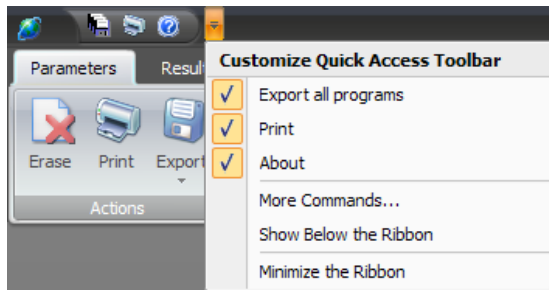 Customize Quick Access Toolbar
Parameters
Export all programs
Print
About
Erase Print Export
Actions
More Commands...
Show Below the Ribbon
Minimize the Ribbon